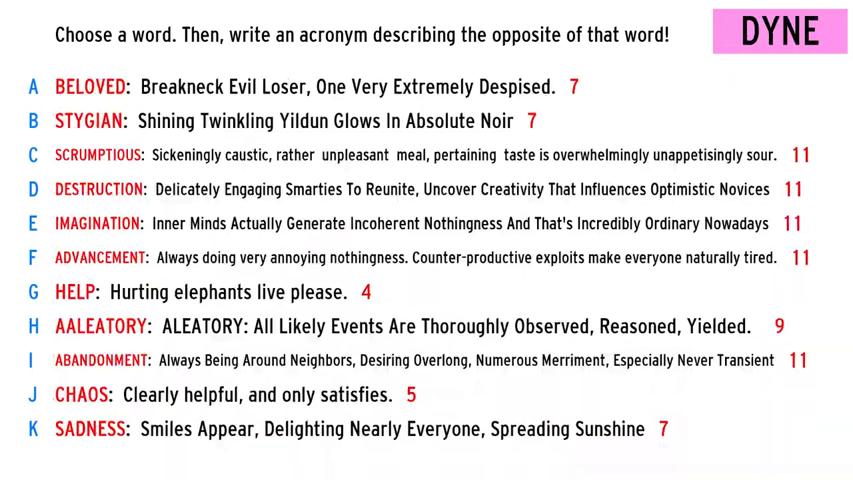 Choose a word. Then, write an acronym describing the opposite of that word!
DYNE
A BELOVED: Breakneck Evil Loser, One Very Extremely Despised. 7
B STYGIAN: Shining Twinkling Yildun Glows In Absolute Noir 7
C SCRUMPTIOUS: Sickeningly caustic, rather unpleasant meal, pertaining taste is overwhelmingly unappetisingly sour. 11
D DESTRUCTION: Delicately Engaging Smarties To Reunite, Uncover Creativity That Influences Optimistic Novices 11
E IMAGINATION: Inner Minds Actually Generate Incoherent Nothingness And That's Incredibly Ordinary Nowadays 11
F ADVANCEMENT: Always doing very annoying nothingness. Counter-productive exploits make everyone naturally tired. 11
G HELP: Hurting elephants live please. 4
H AALEATORY: ALEATORY: All Likely Events Are Thoroughly Observed, Reasoned, Yielded. 9
I ABANDONMENT: Always Being Around Neighbors, Desiring Overlong, Numerous Merriment, Especially Never Transient 11
J CHAOS: Clearly helpful, and only satisfies. 5
K SADNESS: Smiles Appear, Delighting Nearly Everyone, Spreading Sunshine 7